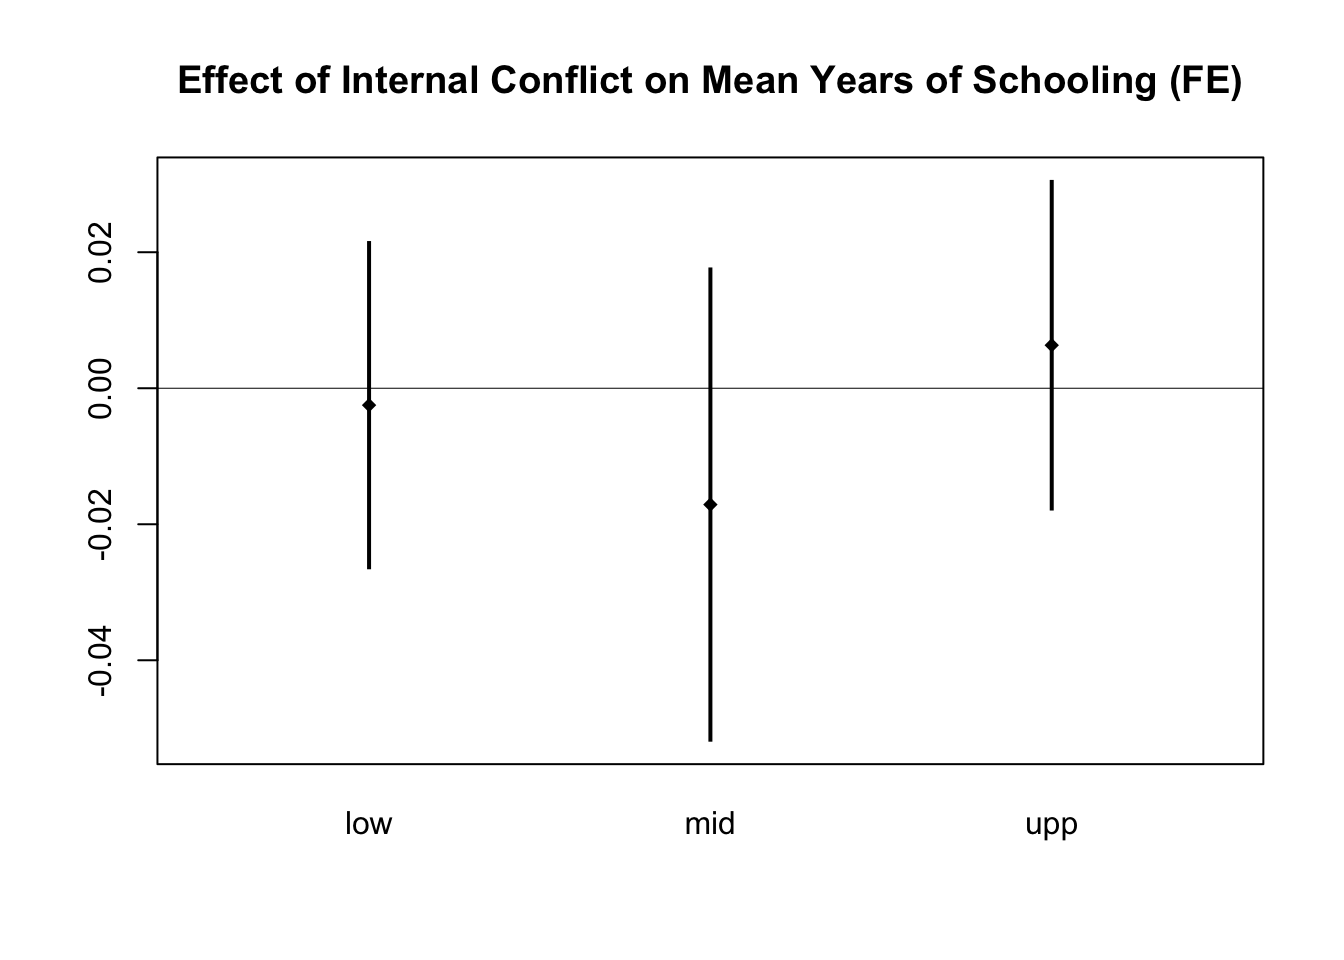 Effect of Internal Conflict on Mean Years of Schooling (FE)
0.02
0.00
-0.02
-0.04
low mid upp